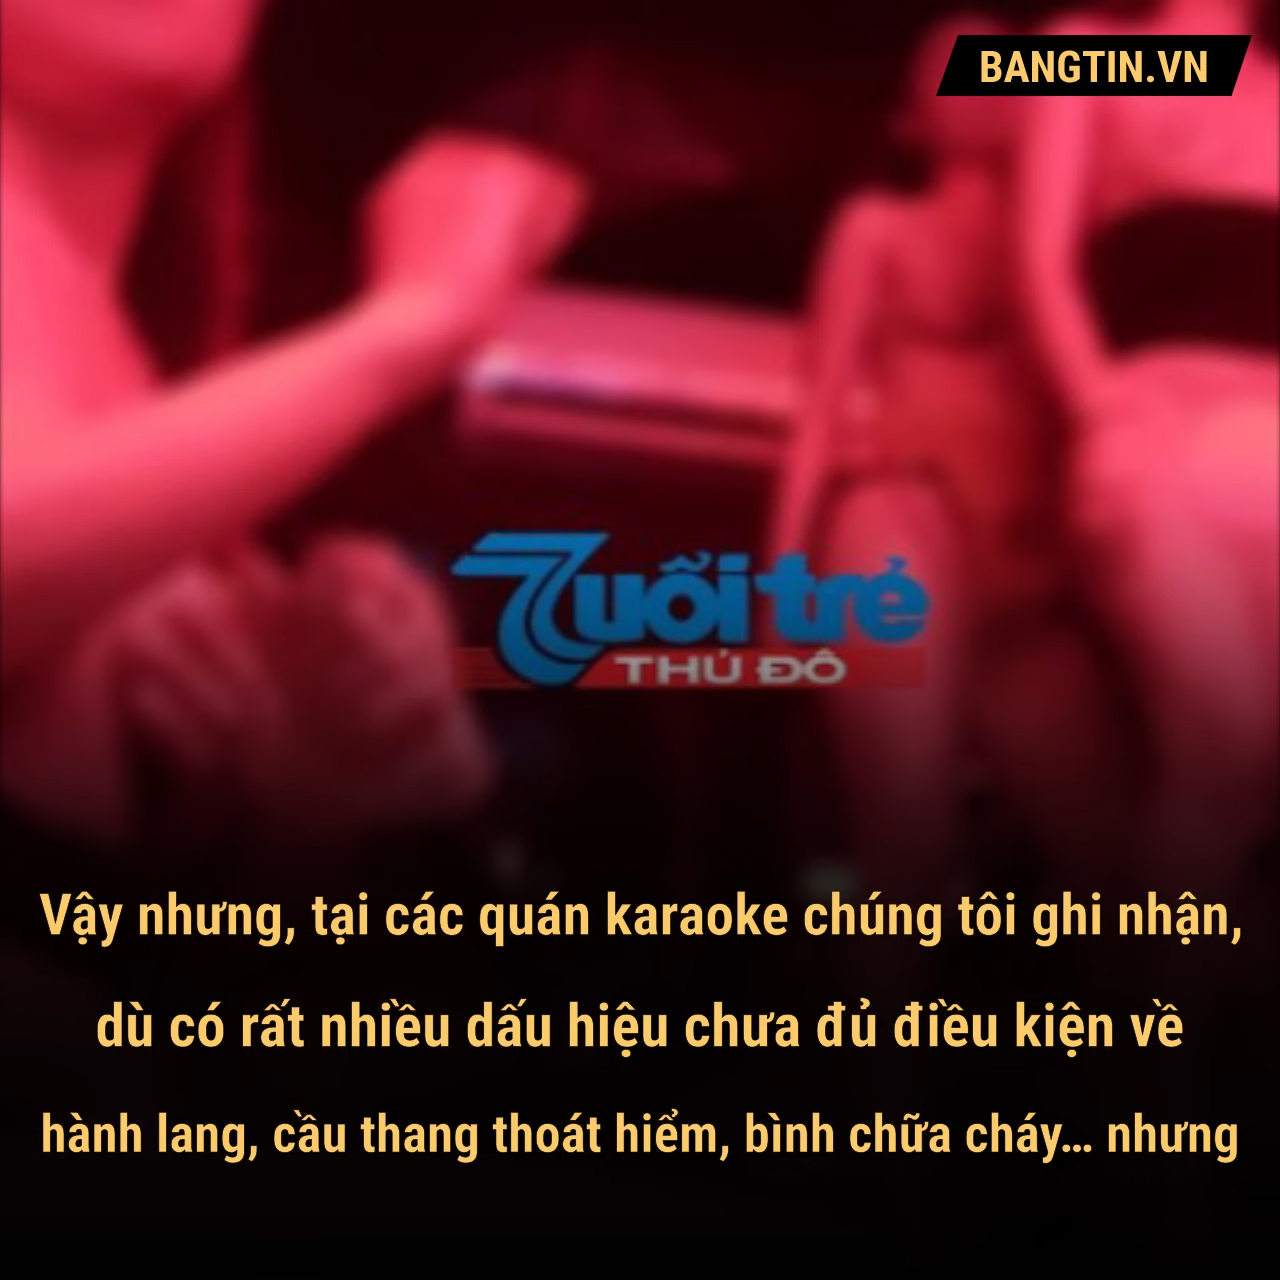 BANGTIN.VN
Tuổi trẻ
THỦ ĐÔ
Vậy nhưng, tại các quán karaoke chúng tôi ghi nhận,
dù có rất nhiều dấu hiệu chưa đủ điều kiện về
hành lang, cầu thang thoát hiểm, bình chữa cháy... nhưng